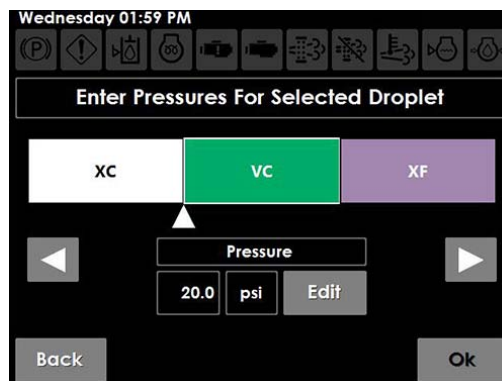 Wednesday 01:59 PM
(P)
Enter Pressures For Selected Droplet
XC VC XF
Pressure
20.0 psi Edit
Back Ok